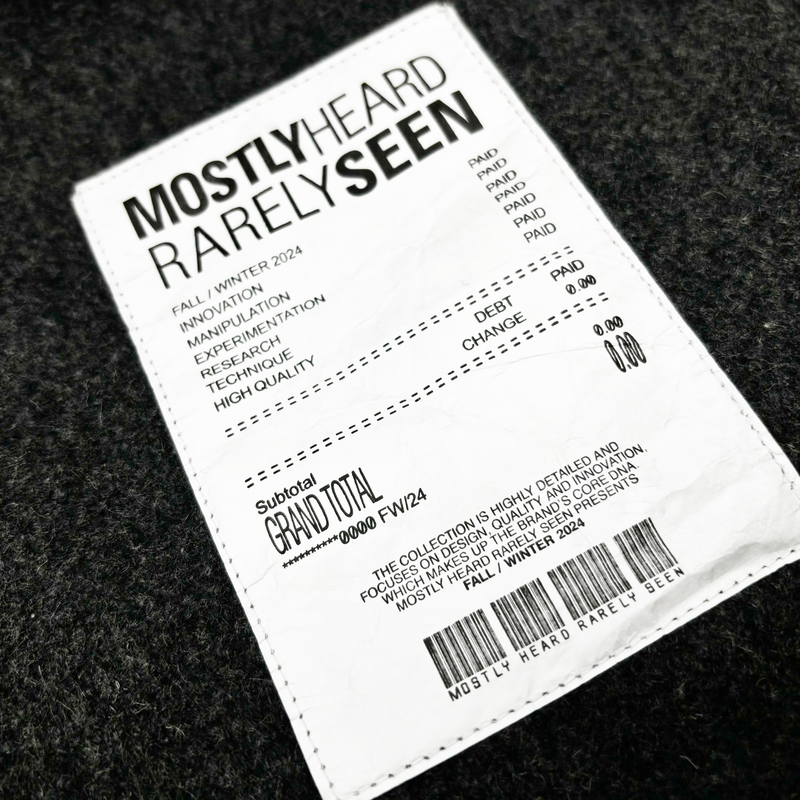 MOSTLYHEARD
RARELYSEEN
FALL / WINTER 2024 PAID
INNOVATION PAID
MANIPULATION PAID
EXPERIMENTATION PAID
RESEARCH PAID
TECHNIQUE PAID
HIGH QUALITY PAID
DEBT PAID
CHANGE 0.00
Subtotal 0.00
GRAND TOTAL 0.00
**********0000 FW/24
THE COLLECTION IS HIGHLY DETAILED AND
FOCUSES ON DESIGN, QUALITY AND INNOVATION,
WHICH MAKES UP THE BRAND'S CORE DNA.
MOSTLY HEARD RARELY SEEN PRESENTS
FALL / WINTER 2024
MOSTLY HEARD RARELY SEEN